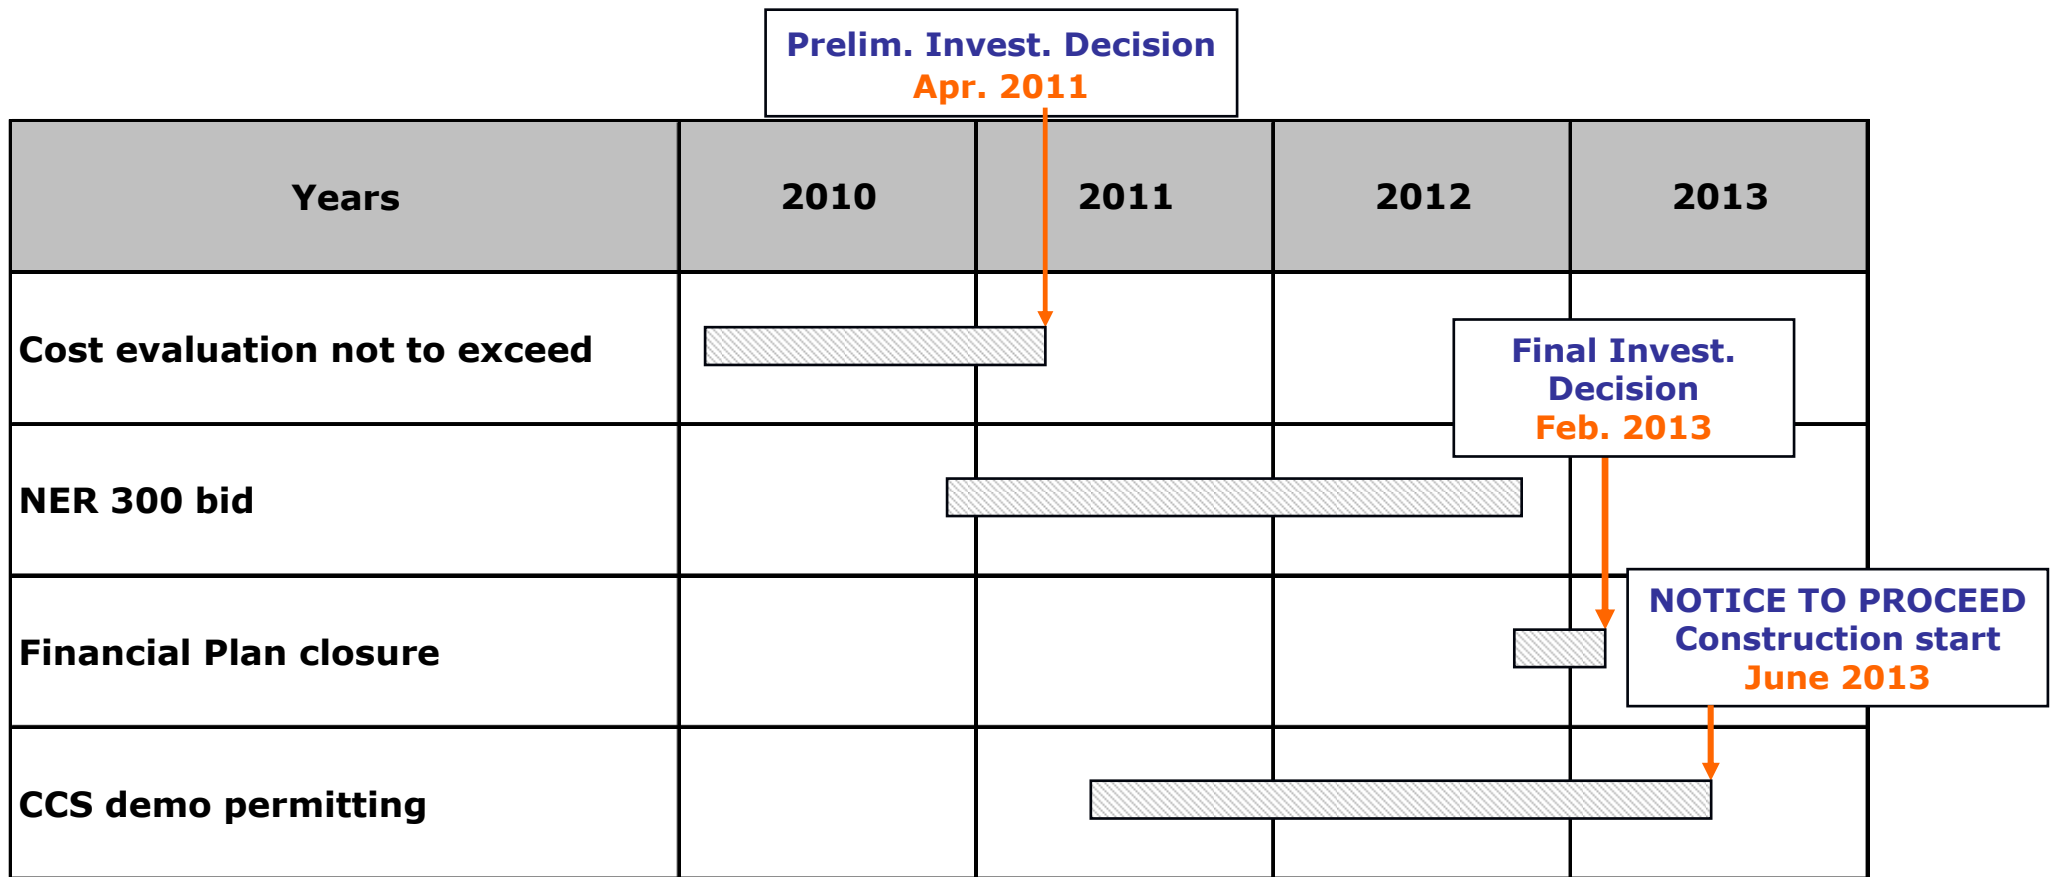 Prelim. Invest. Decision
Apr. 2011
Years 2010 2011 2012 2013
Cost evaluation not to exceed
Final Invest.
Decision
Feb. 2013
NER 300 bid
NOTICE TO PROCEED
Construction start
June 2013
Financial Plan closure
CCS demo permitting